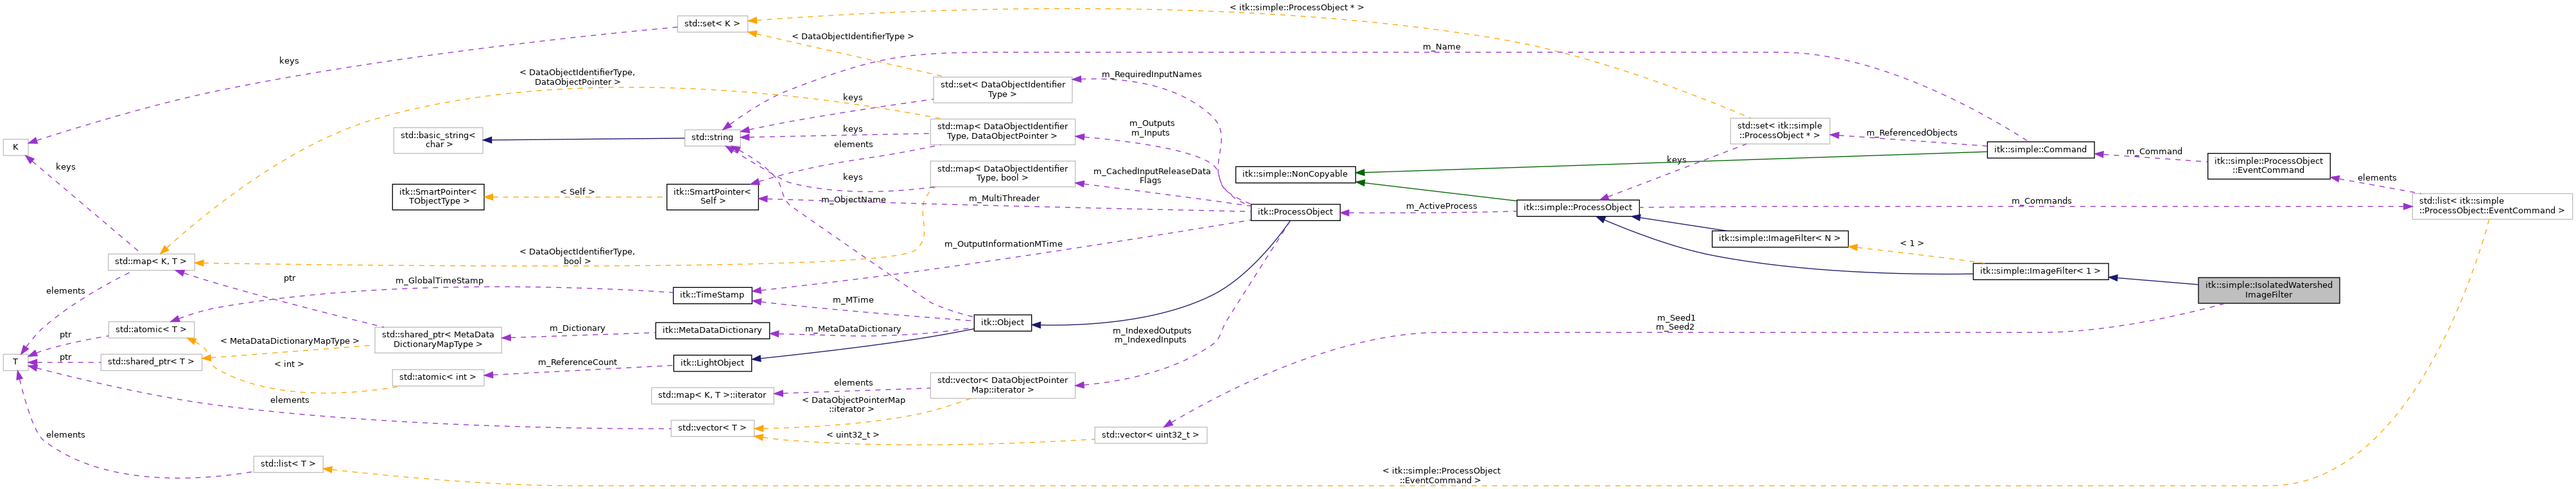 < itk::simple::ProcessObject * >
std::set< K >
< DataObjectIdentifierType >
m_Name
keys
< DataObjectIdentifierType,
DataObjectPointer >
m_RequiredInputNames
std::set< DataObjectIdentifier
Type >
keys
m_Outputs
m_Inputs
std::set< itk::simple
::ProcessObject * >
m_ReferencedObjects
std::map< DataObjectIdentifier
Type, DataObjectPointer >
keys
std::basic_string<
char >
std::string
elements
K
itk::simple::Command
m_Command
itk::simple::ProcessObject
::EventCommand
keys
keys
std::map< DataObjectIdentifier
Type, bool >
keys
m_CachedInputReleaseData
Flags
itk::simple::NonCopyable
elements
itk::SmartPointer<
TObjectType >
< Self >
itk::SmartPointer<
Self >
m_ObjectName
m_MultiThreader
m_Commands
std::list< itk::simple
::ProcessObject::EventCommand >
itk::ProcessObject
m_ActiveProcess
itk::simple::ProcessObject
itk::simple::ImageFilter< N >
< 1 >
m_OutputInformationMTime
< DataObjectIdentifierType,
bool >
std::map< K, T >
itk::simple::ImageFilter< 1 >
ptr
m_GlobalTimeStamp
itk::simple::IsolatedWatershed
ImageFilter
elements
itk::TimeStamp
m_MTime
m_Seed1
m_Seed2
std::atomic< T >
itk::Object
m_Dictionary
itk::MetaDataDictionary
m_MetaDataDictionary
m_IndexedOutputs
m_IndexedInputs
ptr
std::shared_ptr< MetaData
DictionaryMapType >
< MetaDataDictionaryMapType >
ptr
T
std::shared_ptr< T >
< int >
m_ReferenceCount
itk::LightObject
std::atomic< int >
elements
std::vector< DataObjectPointer
Map::iterator >
std::map< K, T >::iterator
elements
< DataObjectPointerMap
::iterator >
std::vector< T >
< uint32_t >
std::vector< uint32_t >
elements
std::list< T >
< itk::simple::ProcessObject
::EventCommand >